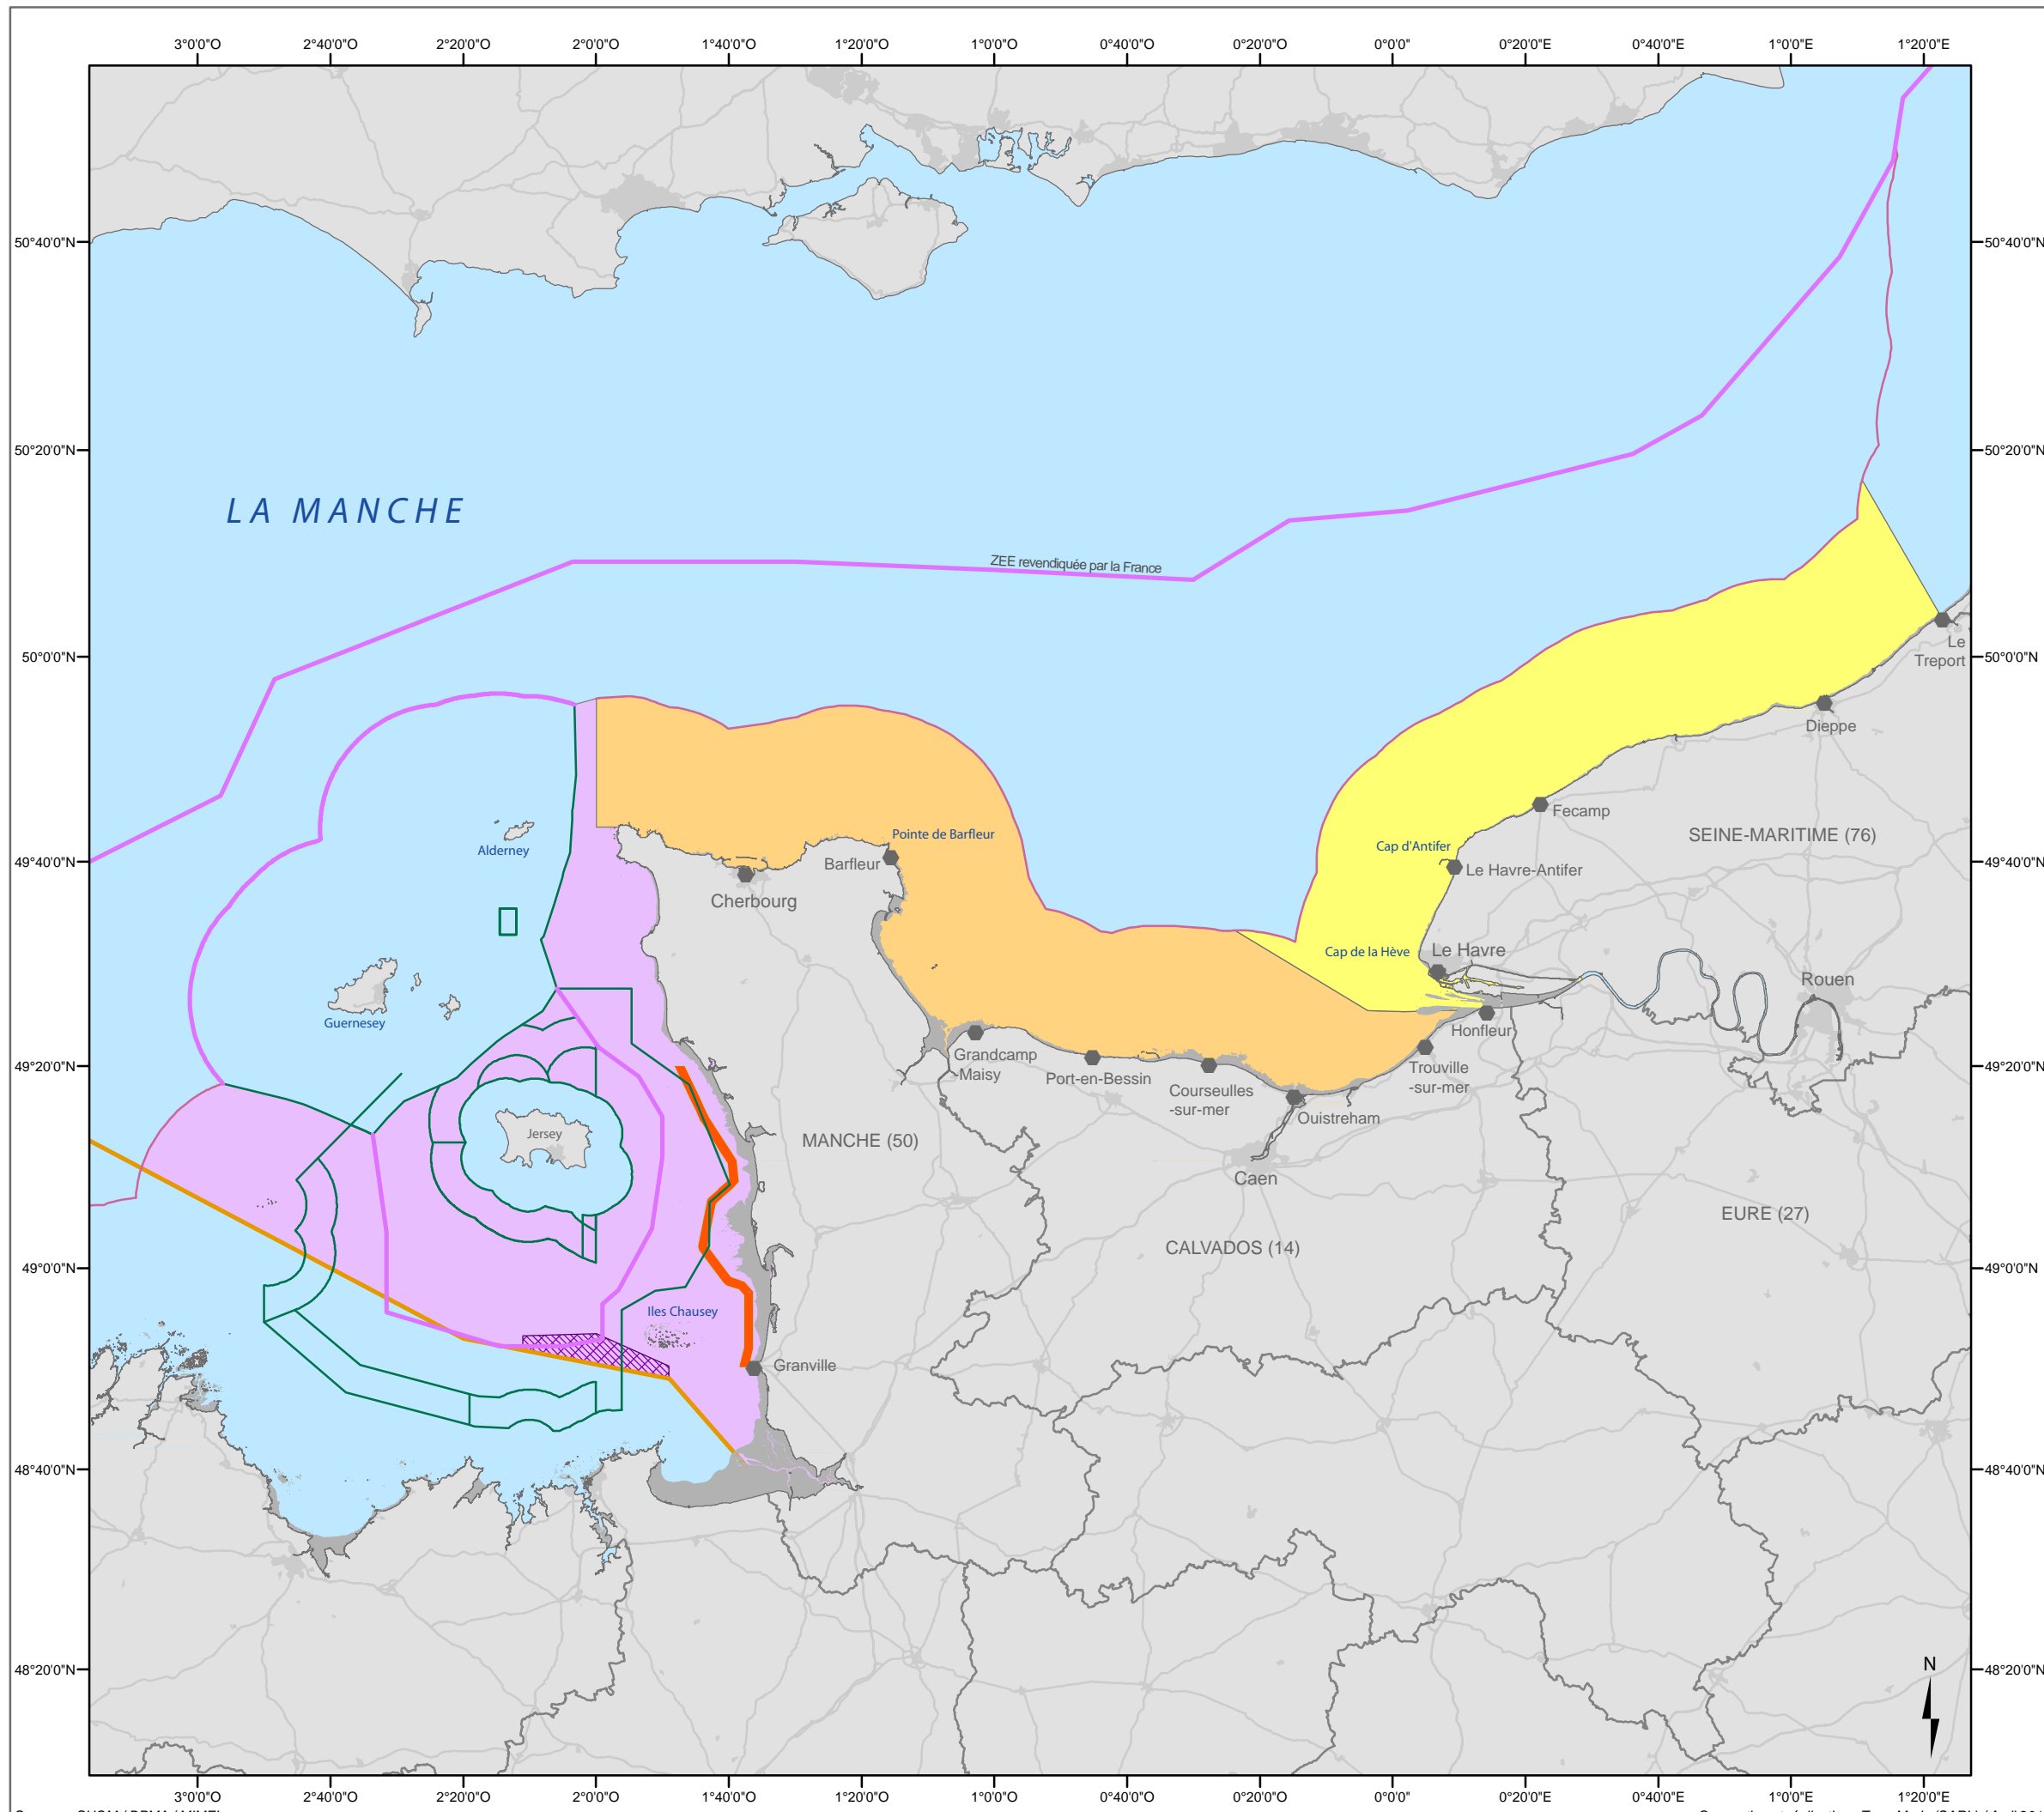 3°0'0"O 2°40'0"O 2°20'0"O 2°0'0"O 1°40'0"O 1°20'0"O 1°0'0"O 0°40'0"O 0°20'0"O 0°0'0" 0°20'0"E 0°40'0"E 1°0'0"E 1°20'0"E
50°40'0"N 50°40'0"N
50°20'0"N 50°20'0"N
LA MANCHE
ZEE revendiquée par la France
50°0'0"N 50°0'0"N
Le
Treport
Dieppe
Fecamp
SEINE-MARITIME (76)
Pointe de Barfleur
Cap d'Antifer
Alderney
Barfleur
49°40'0"N 49°40'0"N
Le Havre-Antifer
Cherbourg
Cap de la Hève
Le Havre
Rouen
Guernesey
Honfleur
Grandcamp
-Maisy
Port-en-Bessin
Courseulles
-sur-mer
Trouville
-sur-mer
49°20'0"N 49°20'0"N
Ouistreham
Jersey
MANCHE (50)
Caen
EURE (27)
CALVADOS (14)
49°0'0"N 49°0'0"N
Iles Chausey
Granville
48°40'0"N 48°40'0"N
N
48°20'0"N 48°20'0"N
3°0'0"O 2°40'0"O 2°20'0"O 2°0'0"O 1°40'0"O 1°20'0"O 1°0'0"O 0°40'0"O 0°20'0"O 0°0'0" 0°20'0"E 0°40'0"E 1°0'0"E 1°20'0"E